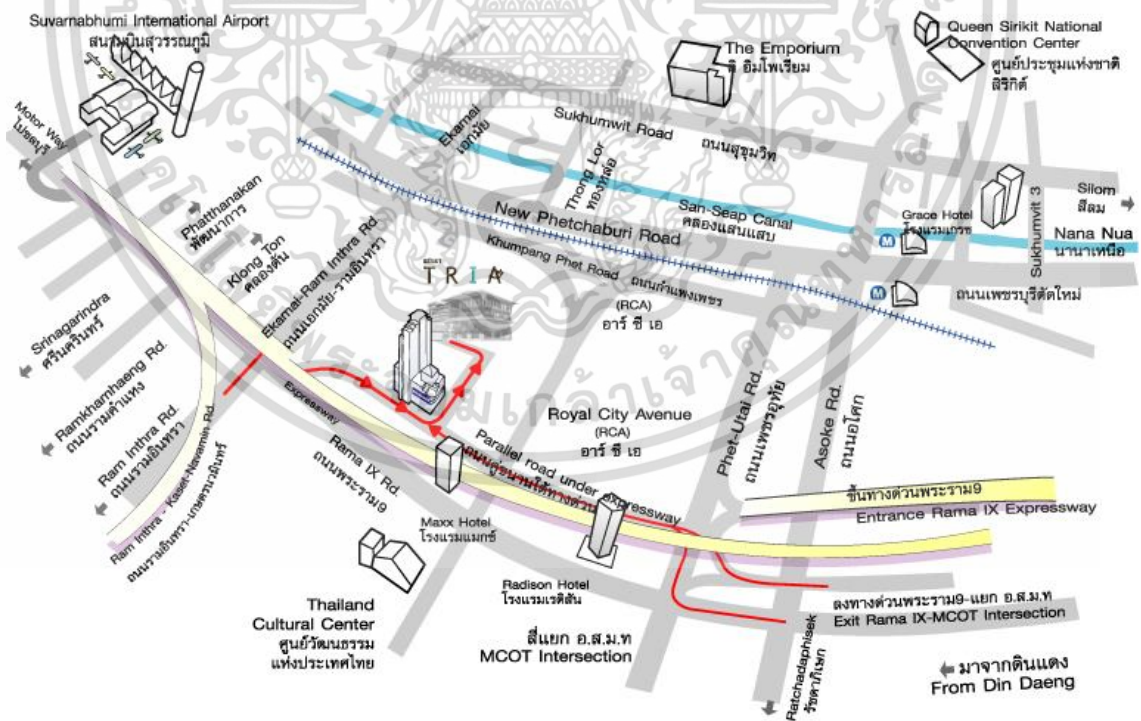 Suvarnabhumi International Airport
สนามบินสุวรรณภูมิ
Queen Sirikit National
Convention Center
ศูนย์ประชุมแห่งชาติ
สิริกิต์
The Emporium
ดิ อิมโพเรียม
Motor Way
ไปชลบุรี
Ekamai
เอกมัย
Sukhumwit Road
ถนนสุขุมวิท
Thong Lor
ทองหล่อ
San-Seap Canal
คลองแสนแสบ
Phatthanakan
พัฒนาการ
Klong Ton
คลองตัน
Ekamai-Ram Inthra Rd.
ถนนเอกมัย-รามอินทรา
New Phetchaburi Road
Khumpang Phet Road
ถนนกำแพงเพชร
(RCA)
อาร์ ซี เอ
Grace Hotel
โรงแรมเกรซ
M
M
Sukhumvit 3
Silom
สีลม
Nana Nua
นานาเหนือ
ถนนเพชรบุรีตัดใหม่
TRIA
Srinagarindra
ศรีนครินทร์
Ramkhamhaeng Rd.
ถนนรามคำแหง
Ram Inthra Rd.
ถนนรามอินทรา
Ram Inthra - Kaset-Nawamin Rd.
ถนนรามอินทรา-เกษตรนวมินทร์
Expressway
Rama IX Rd.
ถนนพระราม9
Royal City Avenue
(RCA)
อาร์ ซี เอ
Parallel road under expressway
ถนนคู่ขนานใต้ทางด่วน
Phet-Utai Rd.
ถนนเพชรอุทัย
Asoke Rd.
ถนนอโศก
ขึ้นทางด่วนพระราม9
Entrance Rama IX Expressway
Maxx Hotel
โรงแรมแมกซ์
Radison Hotel
โรงแรมเรดิสัน
Thailand
Cultural Center
ศูนย์วัฒนธรรม
แห่งประเทศไทย
สี่แยก อ.ส.ม.ท
MCOT Intersection
ลงทางด่วนพระราม9-แยก อ.ส.ม.ท
Exit Rama IX-MCOT Intersection
Ratchadaphisek
รัชดาภิเษก
มาจากดินแดง
From Din Daeng